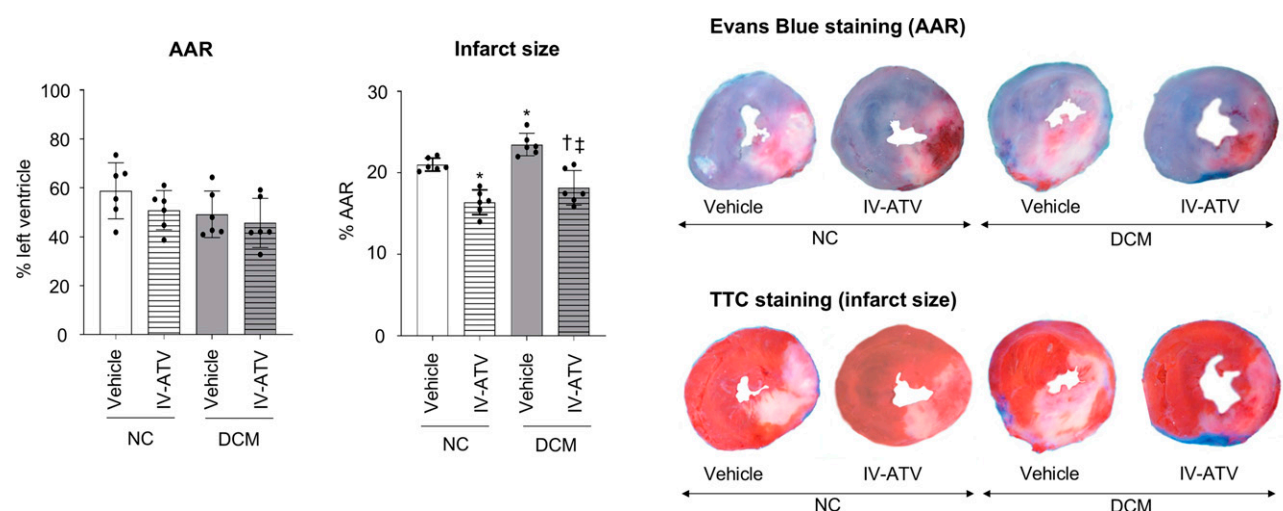 AAR
% left ventricle
100
80
60
40
20
0
Vehicle
IV-ATV
Vehicle
IV-ATV
NC
DCM
Infarct size
% AAR
30
20
10
0
*
*
†‡
Vehicle
IV-ATV
Vehicle
IV-ATV
NC
DCM
Evans Blue staining (AAR)
Vehicle
IV-ATV
Vehicle
IV-ATV
NC
DCM
TTC staining (infarct size)
Vehicle
IV-ATV
Vehicle
IV-ATV
NC
DCM